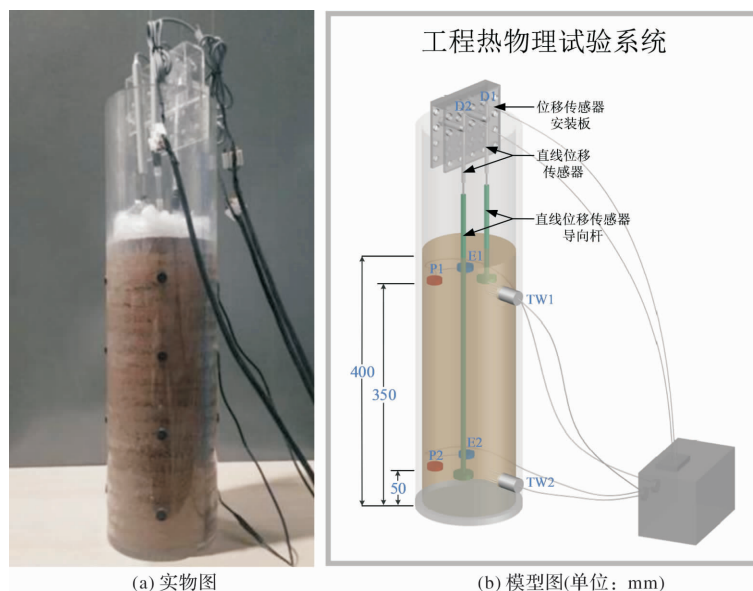 工程热物理试验系统
D1
D2
位移传感器
安装板
直线位移
传感器
直线位移传感器
导向杆
E1
P1
TW1
400
350
E2
P2
50
TW2
(a) 实物图
(b) 模型图(单位：mm)